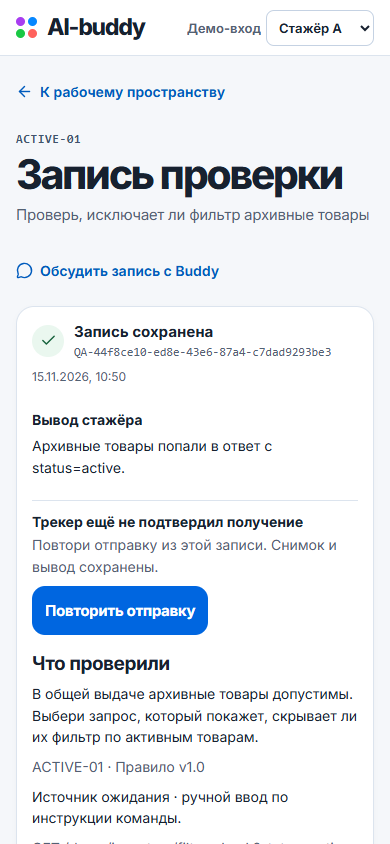 AI-buddy
Демо-вход
Стажёр А
К рабочему пространству
ACTIVE-01
Запись проверки
Проверь, исключает ли фильтр архивные товары
Обсудить запись с Buddy
Запись сохранена
QA-44f8ce10-ed8e-43e6-87a4-c7dad9293be3
15.11.2026, 10:50
Вывод стажёра
Архивные товары попали в ответ с
status=active.
Трекер ещё не подтвердил получение
Повтори отправку из этой записи. Снимок и
вывод сохранены.
Повторить отправку
Что проверили
В общей выдаче архивные товары допустимы.
Выбери запрос, который покажет, скрывает ли
их фильтр по активным товарам.
ACTIVE-01 · Правило v1.0
Источник ожидания · ручной ввод по
инструкции команды.